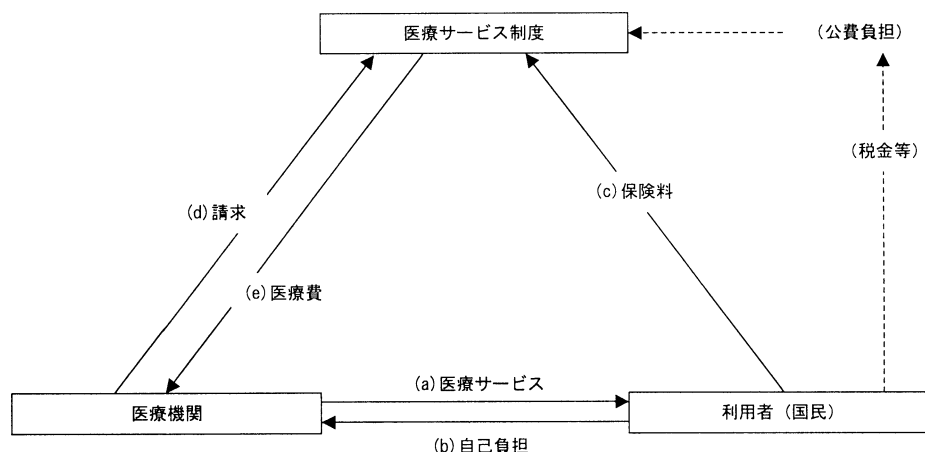 医療サービス制度
(公費負担)
(税金等)
(c)保険料
(d)請求
(e)医療費
(a)医療サービス
医療機関
利用者(国民)
(b)自己負担